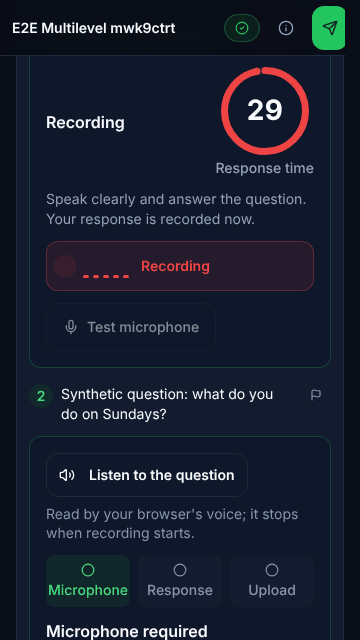 E2E Multilevel mwk9ctrt
29
Recording
Response time
Speak clearly and answer the question.
Your response is recorded now.
Recording
Test microphone
2 Synthetic question: what do you
do on Sundays?
Listen to the question
Read by your browser's voice; it stops
when recording starts.
Microphone Response Upload
Microphone required